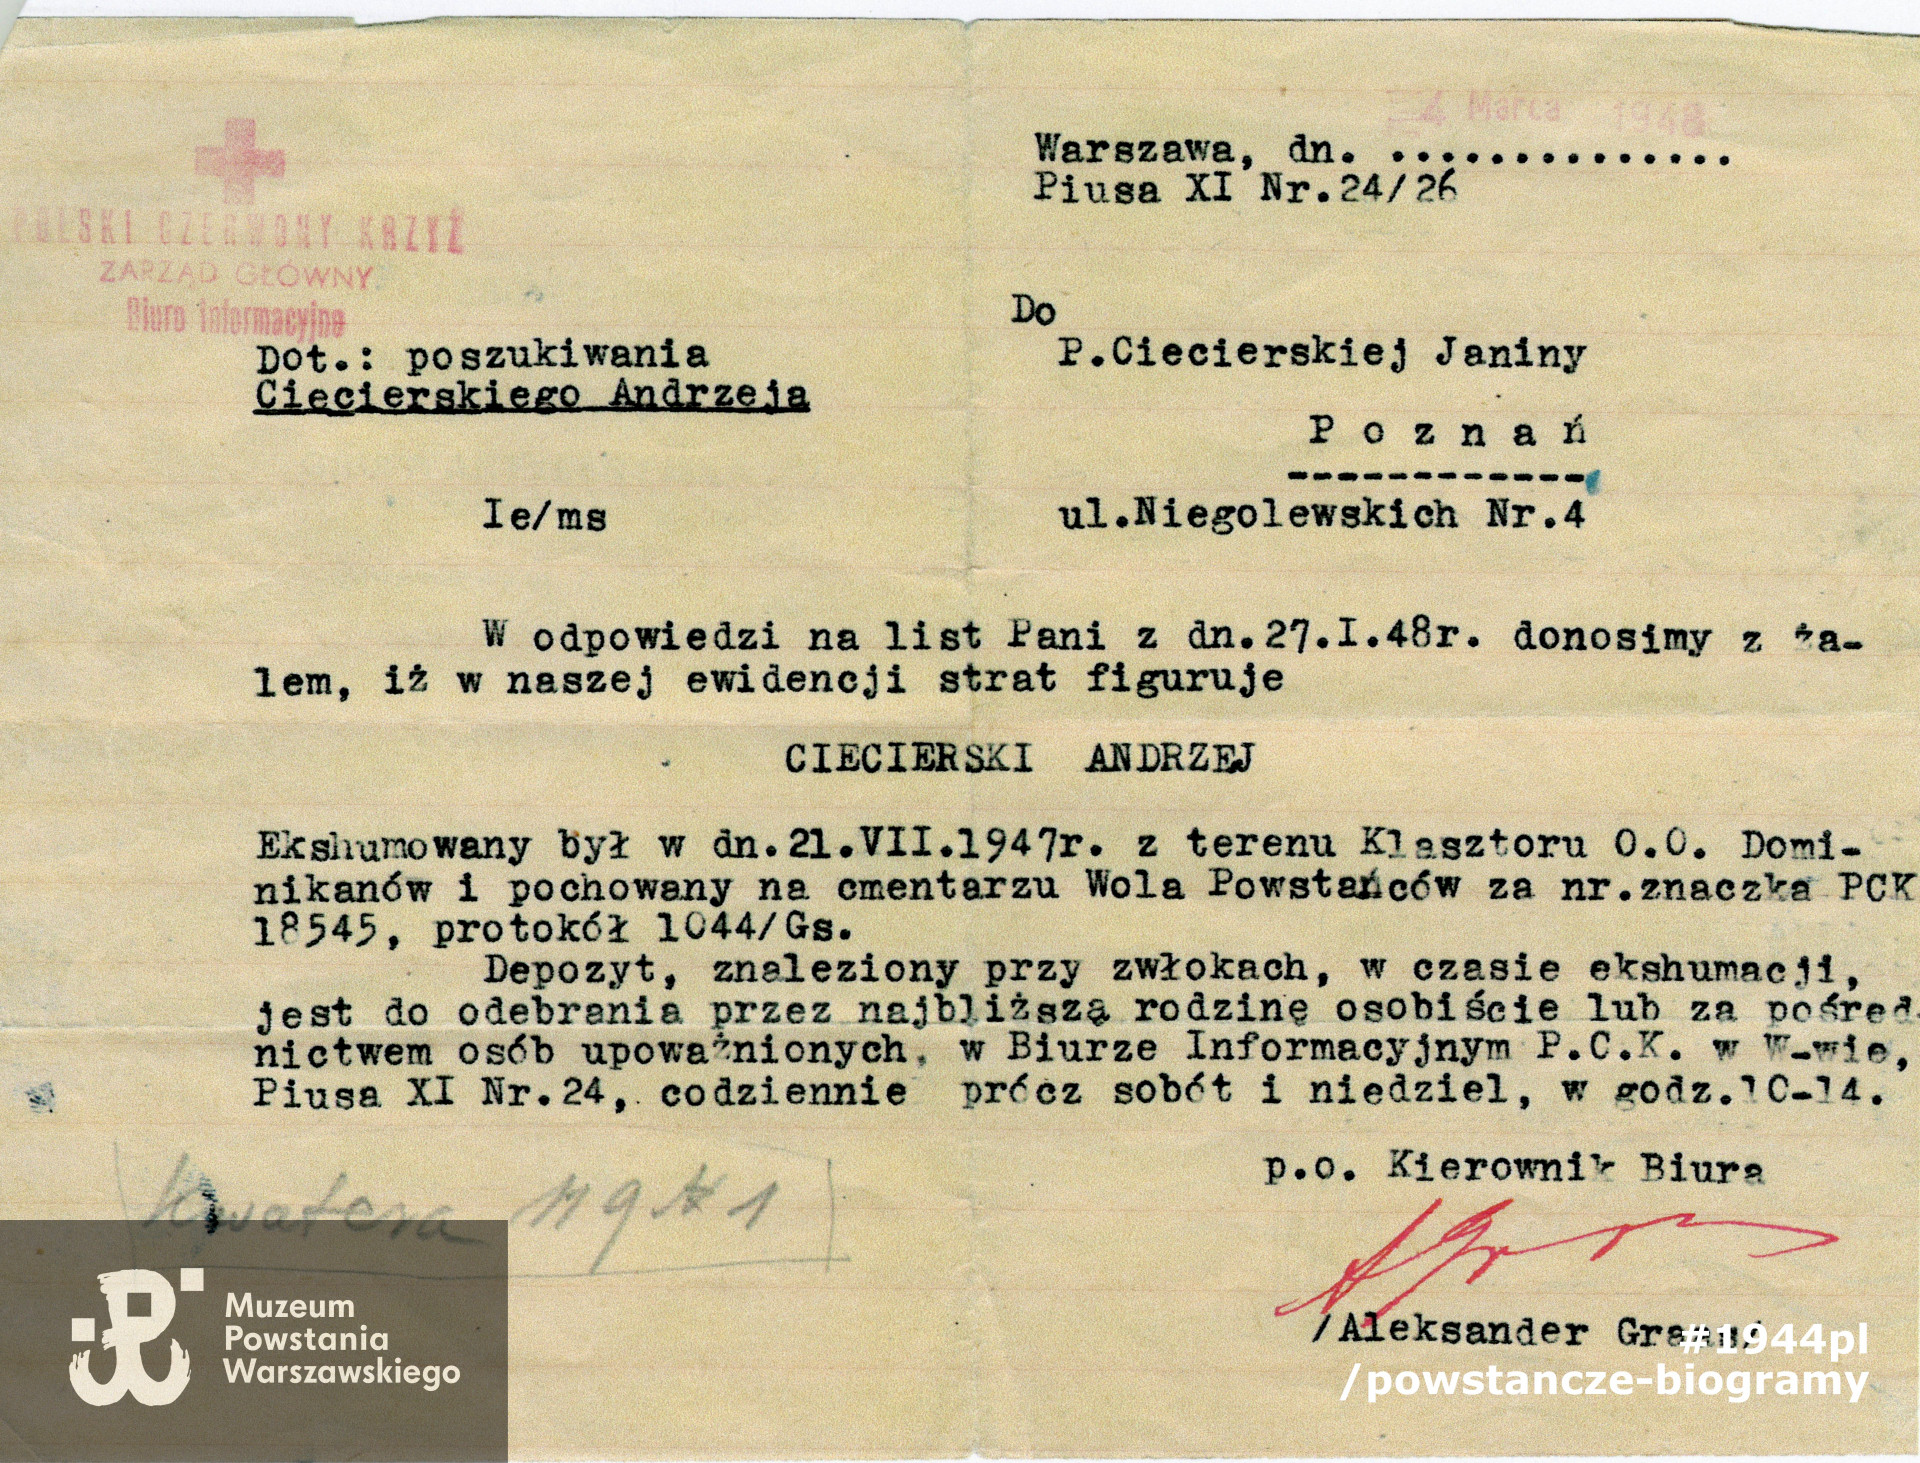 4 Marca 1948
Warszawa, dn. ..............
Piusa XI Nr.24/26
POLSKI CZERWONY KRZYŻ
ZARZĄD GŁÓWNY
Biuro Informacyjne
Do
Dot.: poszukiwania
Ciecierskiego Andrzeja
P.Ciecierskiej Janiny
P o z n a ń
------------
Ie/ms
ul.Niegolewskich Nr.4
W odpowiedzi na list Pani z dn.27.I.48r. donosimy z ża-
lem, iż w naszej ewidencji strat figuruje
CIECIERSKI ANDRZEJ
Ekshumowany był w dn.21.VII.1947r. z terenu Klasztoru O.O. Domi-
nikanów i pochowany na cmentarzu Wola Powstańców za nr.znaczka PCK
18545, protokół 1044/Gs.
Depozyt, znaleziony przy zwłokach, w czasie ekshumacji,
jest do odebrania przez najbliższą rodzinę osobiście lub za pośred-
nictwem osób upoważnionych, w Biurze Informacyjnym P.C.K. w W-wie,
Piusa XI Nr.24, codziennie prócz sobót i niedziel, w godz.10-14.
p.o. Kierownik Biura
Kwatera
/Aleksander
Muzeum
Powstania
Warszawskiego
#1944pl
/powstancze-biogramy